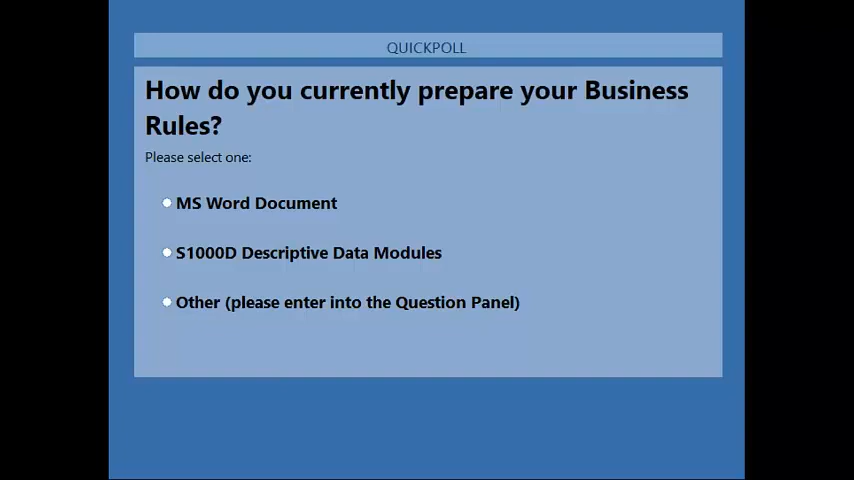 QUICKPOLL
How do you currently prepare your Business
Rules?
Please select one:
MS Word Document
S1000D Descriptive Data Modules
Other (please enter into the Question Panel)